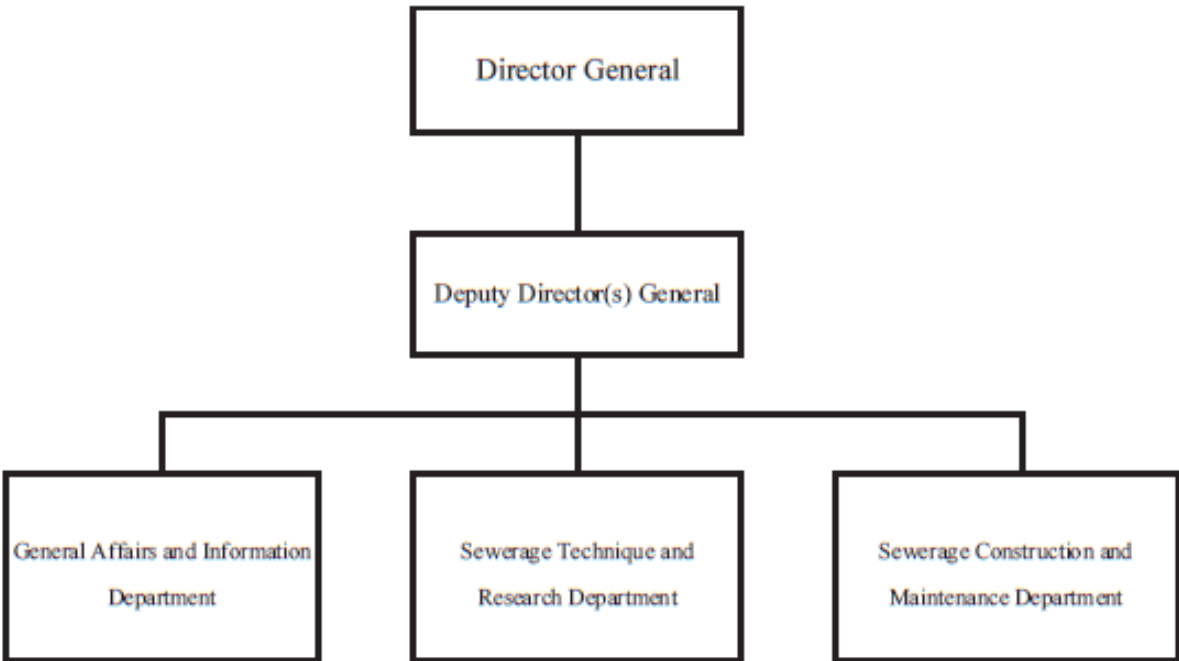 Director General
Deputy Director(s) General
General Affairs and Information
Department
Sewerage Technique and
Research Department
Sewerage Construction and
Maintenance Department